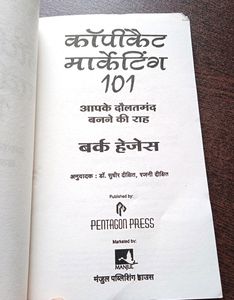 कॉपीकैट
मार्केटिंग
101
आपके दौलतमंद
बनने की राह
बर्क हेजेस
अनुवादक : डॉ. सुधीर दीक्षित, रजनी दीक्षित
Published by:
PENTAGON PRESS
Marketed by:
MANJUL
मंजुल पब्लिशिंग हाउस